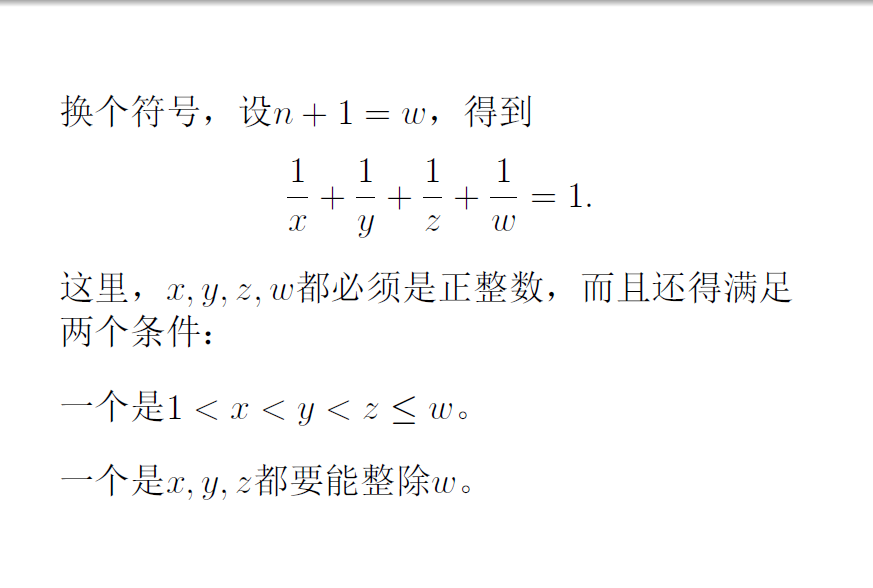 换个符号，设n + 1 = w，得到
1/x + 1/y + 1/z + 1/w = 1.
这里，x, y, z, w都必须是正整数，而且还得满足
两个条件：
一个是1 < x < y < z ≤ w。
一个是x, y, z都要能整除w。